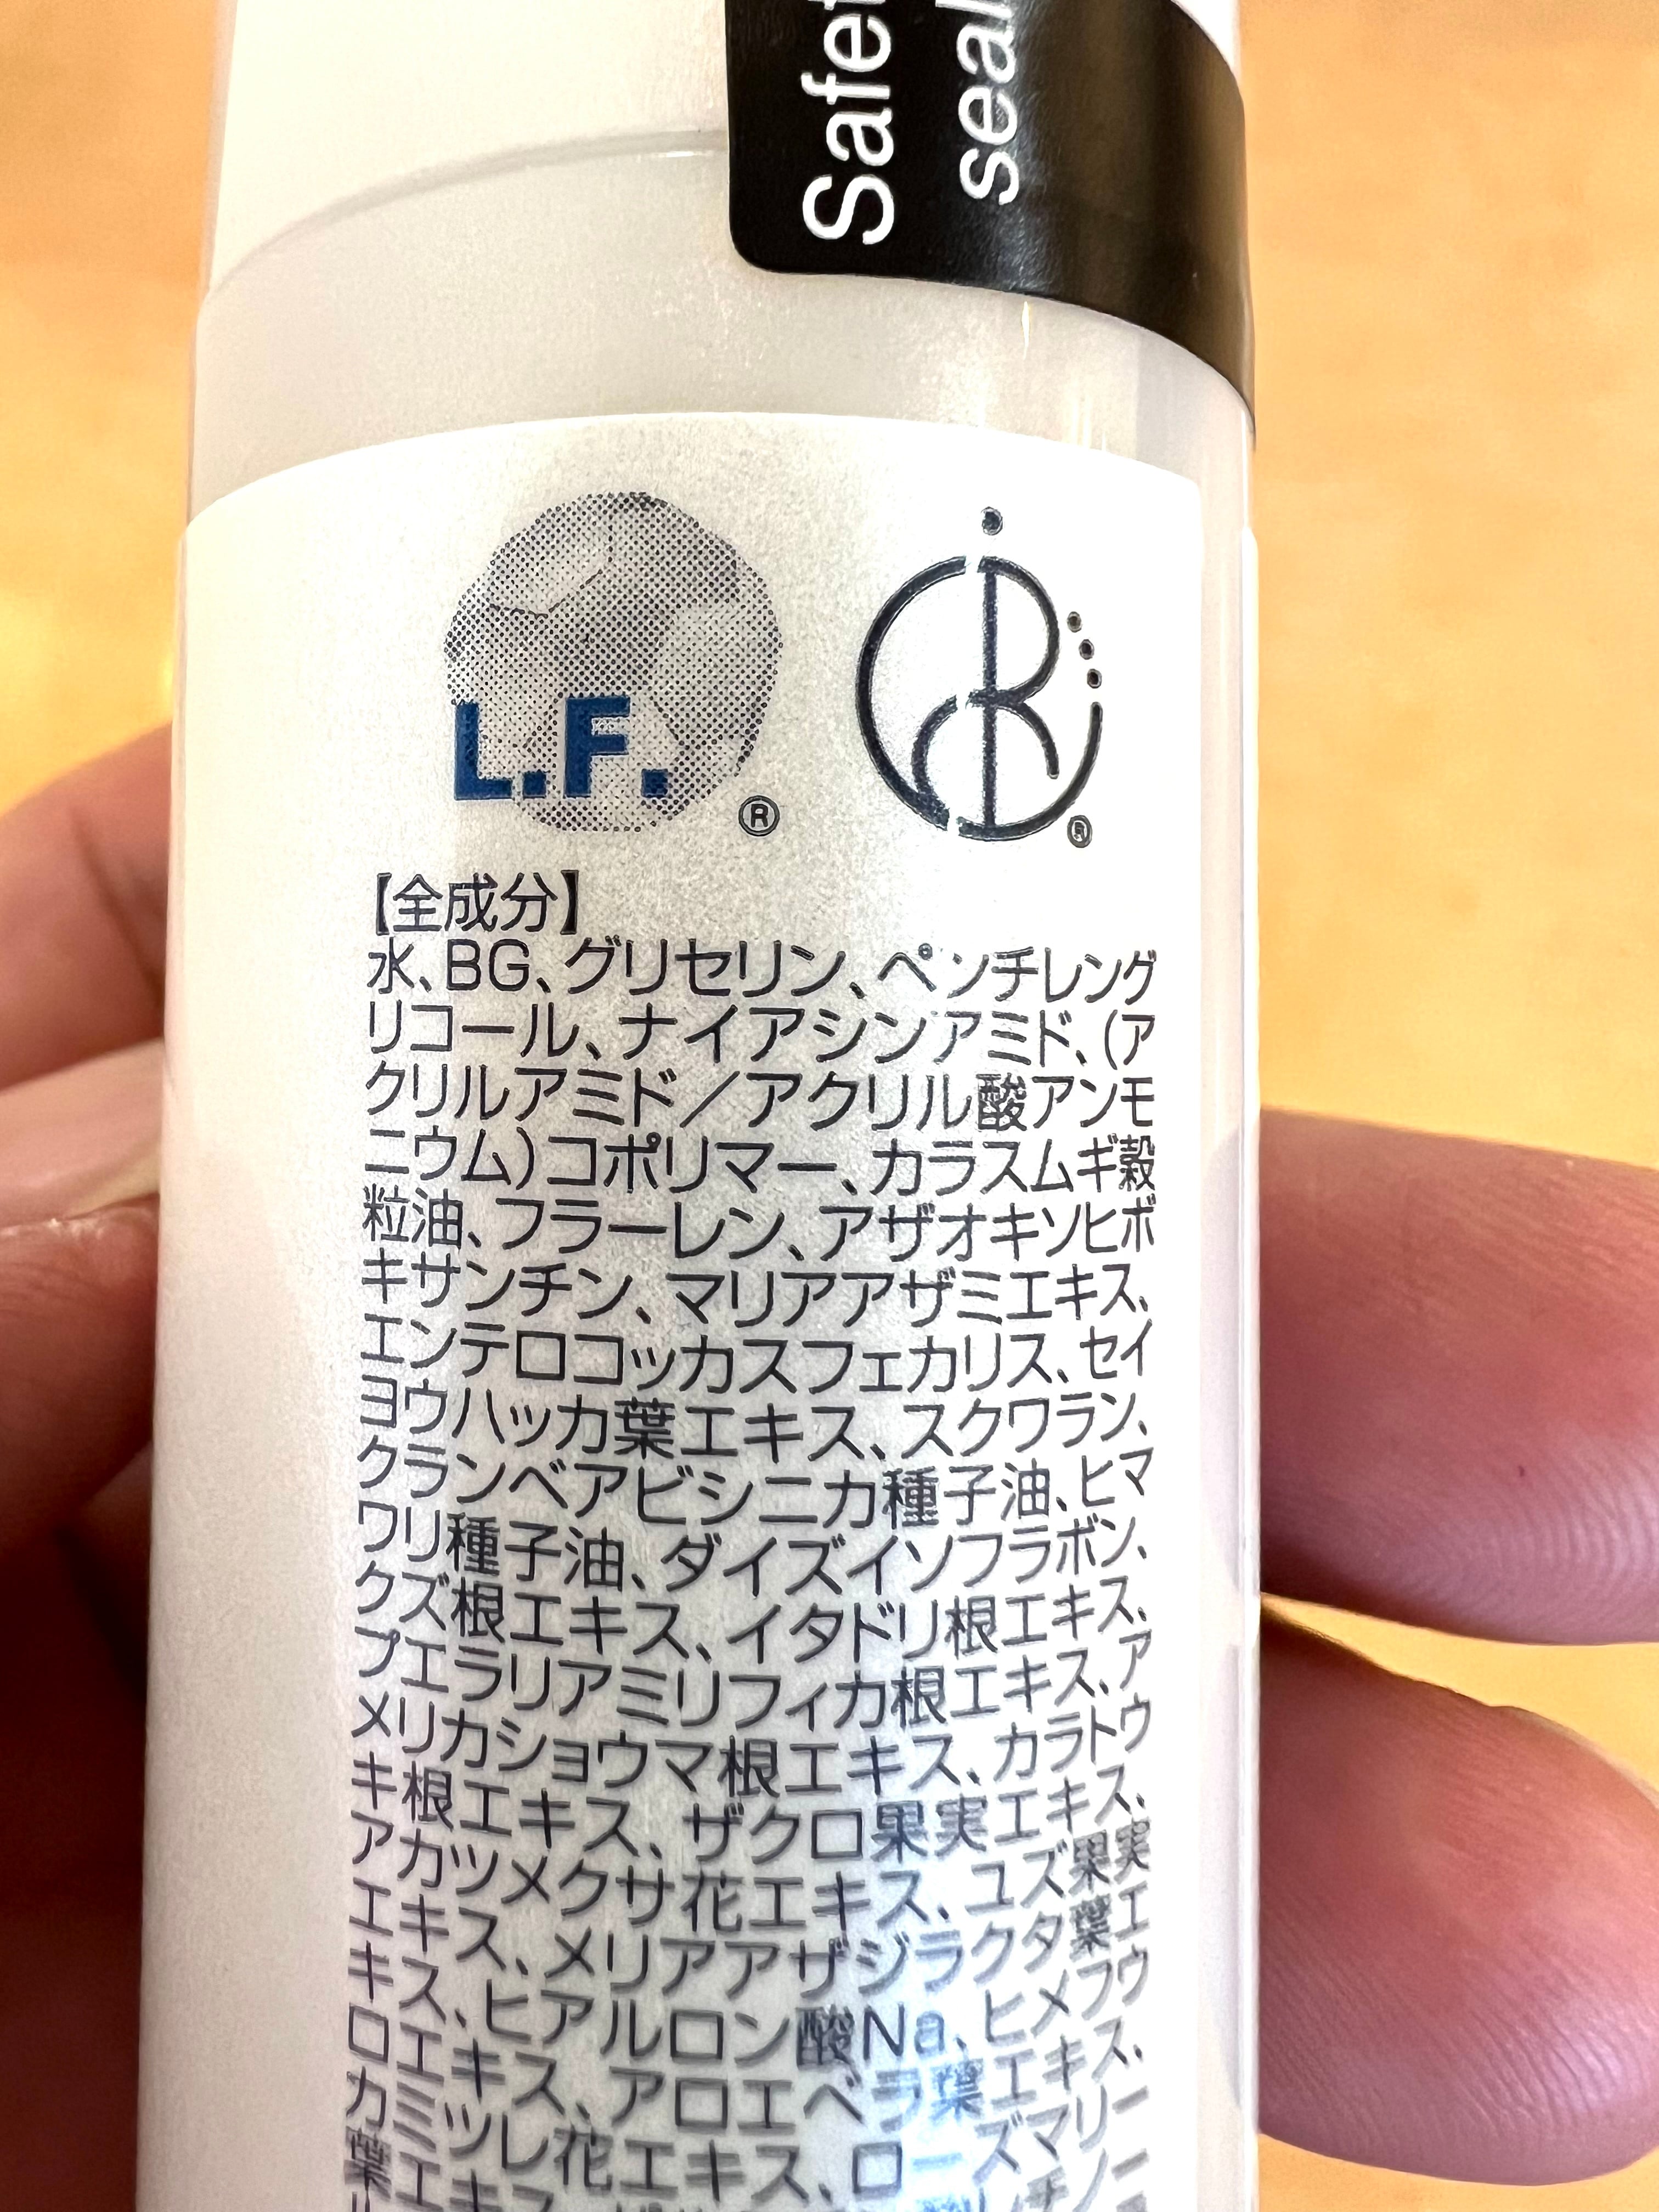 Safet
seal
L.F.
®
®
【全成分】
水、BG、グリセリン、ペンチレング
リコール、ナイアシンアミド、(ア
クリルアミド/アクリル酸アンモ
ニウム)コポリマー、カラスムギ穀
粒油、フラーレン、アザオキソヒボ
キサンチン、マリアアザミエキス、
エンテロコッカスフェカリス、セイ
ヨウハッカ葉エキス、スクワラン、
クランベアビシニカ種子油、ヒマ
ワリ種子油、ダイズイソフラボン、
クズ根エキス、イタドリ根エキス、
プエラリアミリフィカ根エキス、ア
メリカショウマ根エキス、カラトウ
キ根エキス、ザクロ果実エキス、
アカツメクサ花エキス、ユズ果実
エキス、メリアアザジラクタ葉エ
キス、ヒアルロン酸Na、ヒメフウ
ロエキス、アロエベラ葉エキス、
カミツレ花エキス、ローズマリー
葉エキス